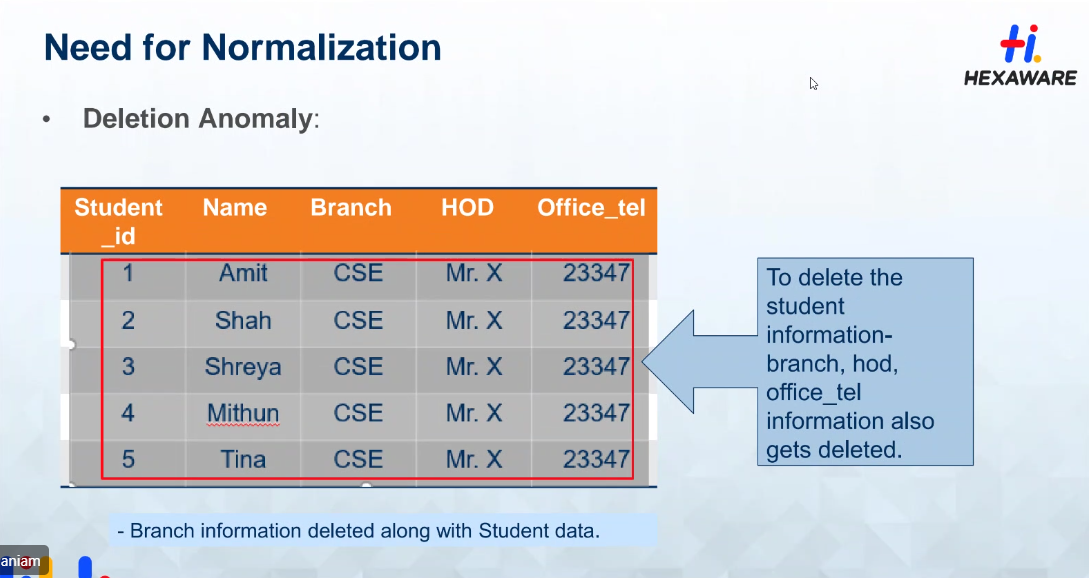 Need for Normalization
HEXAWARE
• Deletion Anomaly:
Student_id Name Branch HOD Office_tel
1 Amit CSE Mr. X 23347
2 Shah CSE Mr. X 23347
3 Shreya CSE Mr. X 23347
4 Mithun CSE Mr. X 23347
5 Tina CSE Mr. X 23347
To delete the
student
information-
branch, hod,
office_tel
information also
gets deleted.
- Branch information deleted along with Student data.
aniam